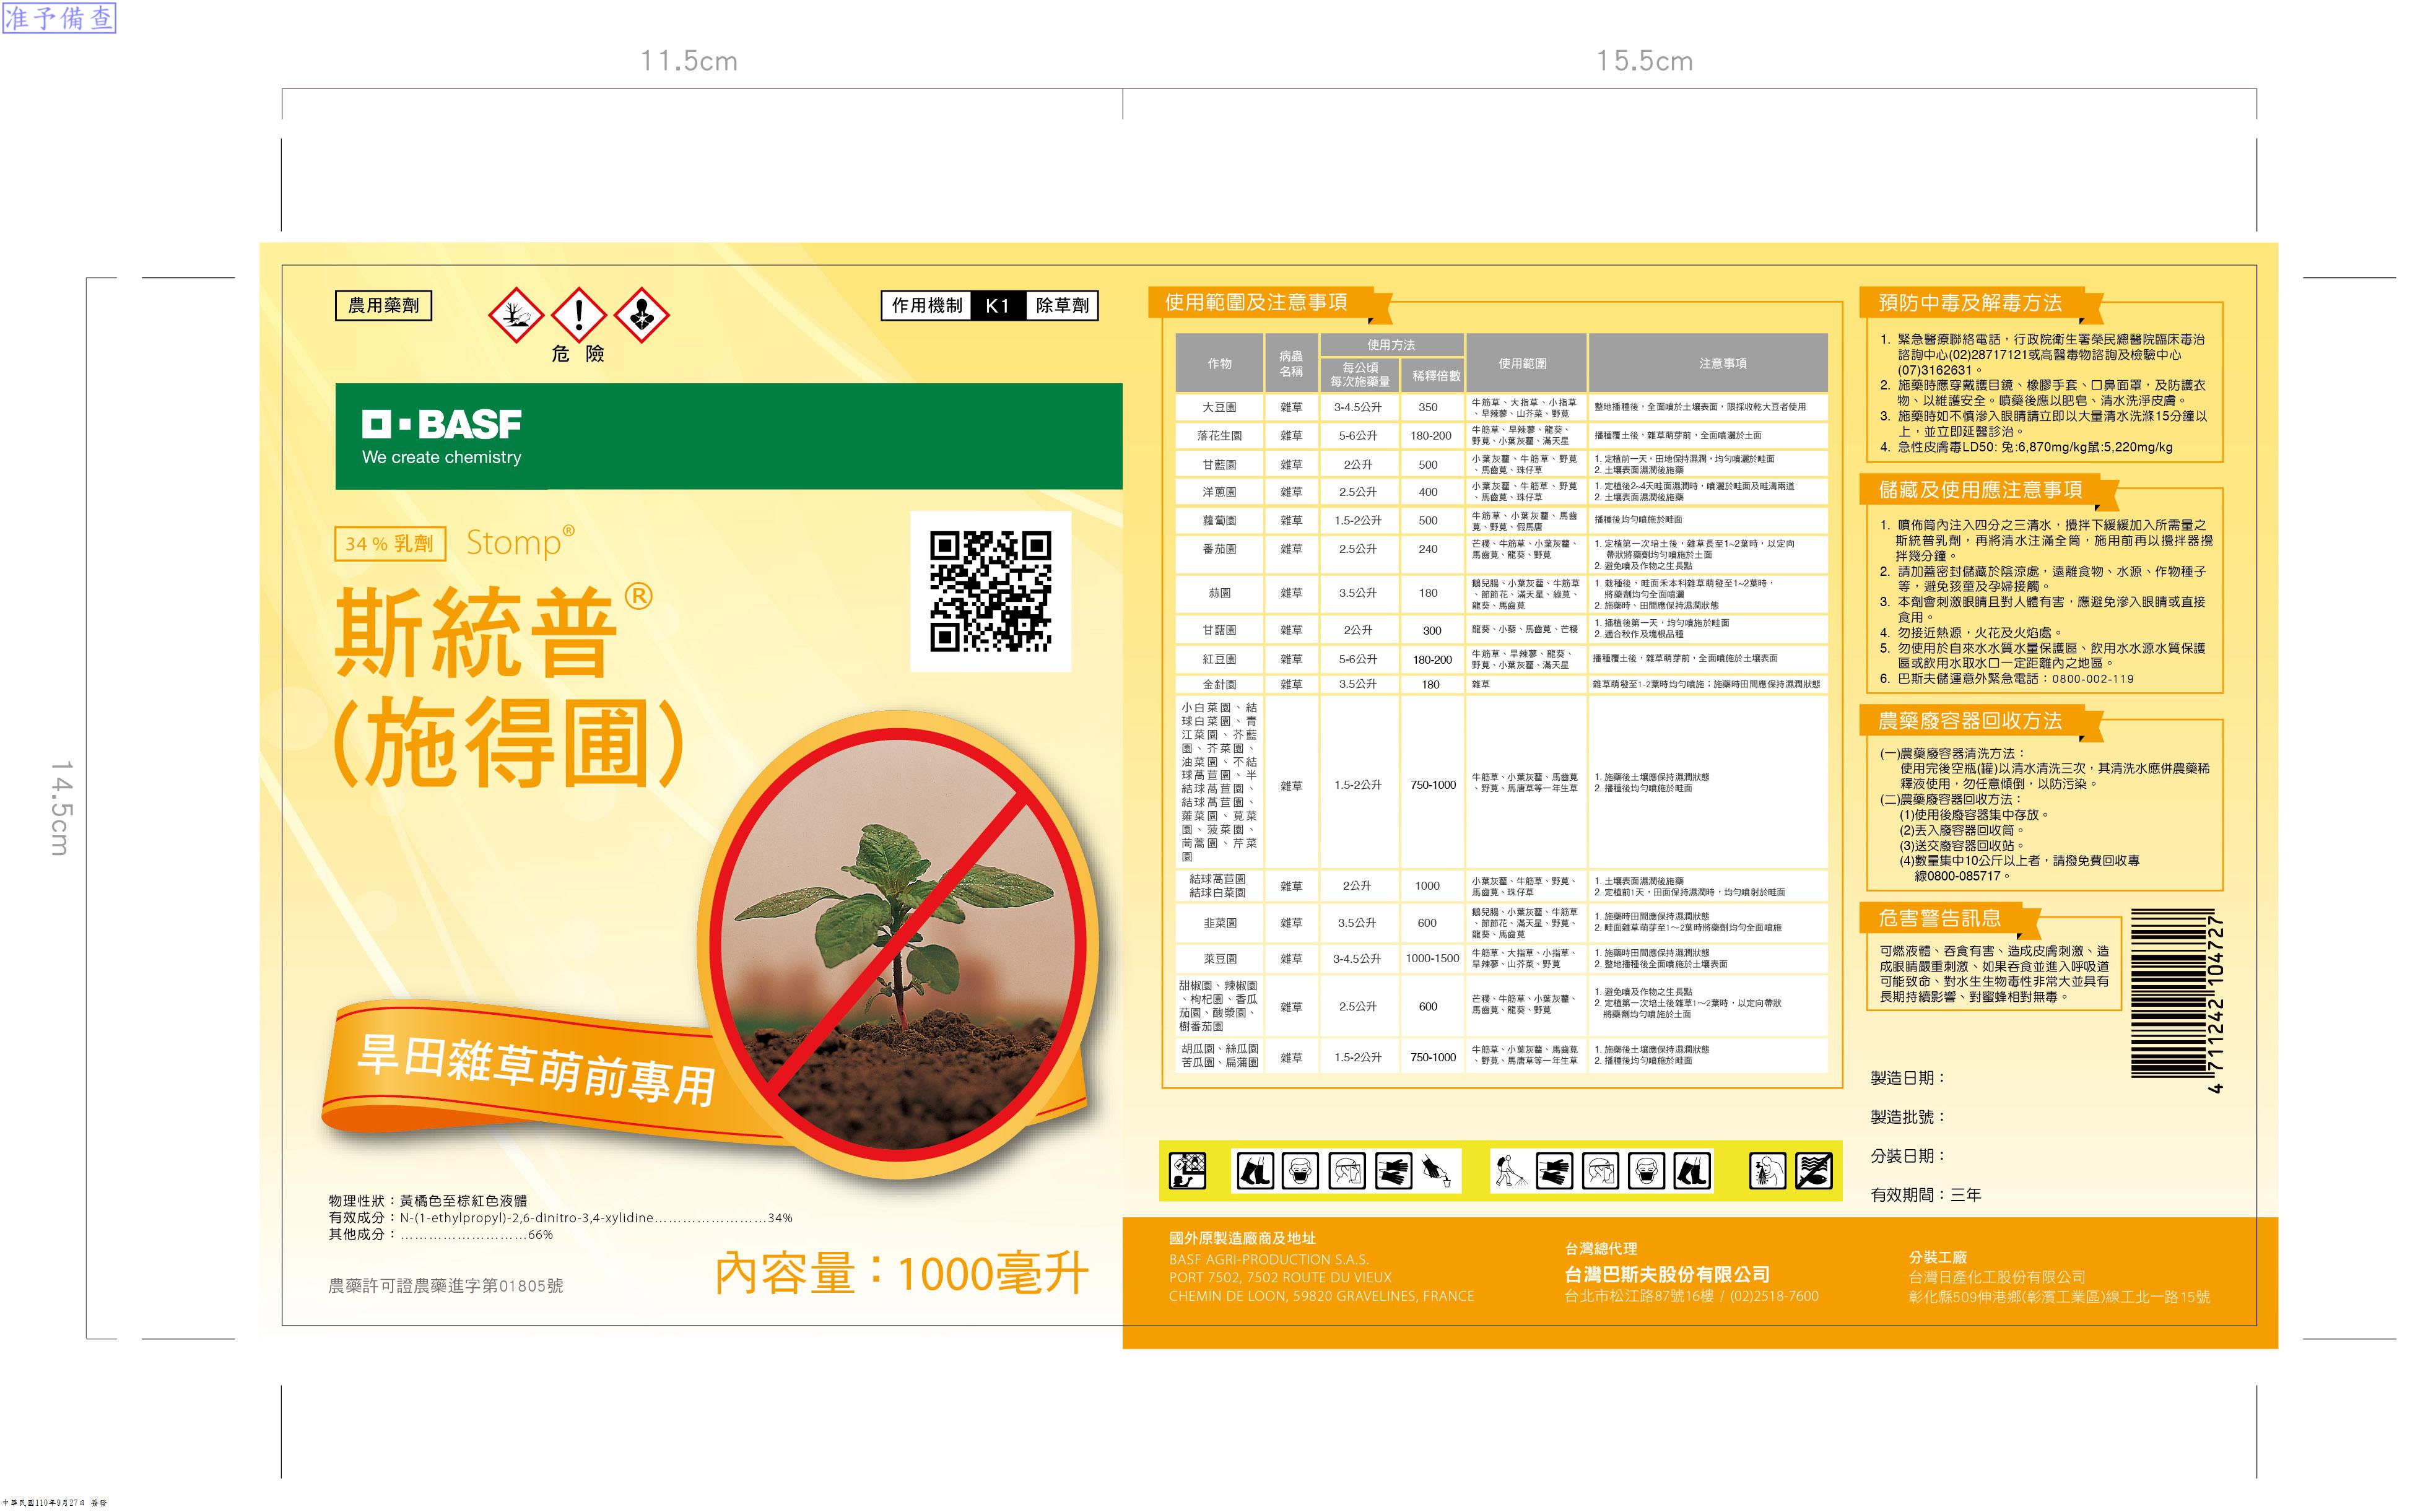 准予備查
11.5cm
15.5cm
14.5cm
農用藥劑
危 險
作用機制 K1 除草劑
BASF
We create chemistry
34 % 乳劑 Stomp®
斯統普®
(施得圃)
旱田雜草萌前專用
物理性狀：黃橘色至棕紅色液體
有效成分：N-(1-ethylpropyl)-2,6-dinitro-3,4-xylidine........................34%
其他成分：...........................66%
農藥許可證農藥進字第01805號
內容量：1000毫升
使用範圍及注意事項
作物 病蟲名稱 使用方法 使用範圍 注意事項
每公頃每次施藥量 稀釋倍數
大豆園 雜草 3-4.5公升 350 牛筋草、大指草、小指草、旱辣蓼、山芥菜、野莧 整地播種後，全面噴於土壤表面，限採收乾大豆者使用
落花生園 雜草 5-6公升 180-200 牛筋草、旱辣蓼、龍葵、野莧、小葉灰藋、滿天星 播種覆土後，雜草萌芽前，全面噴灑於土面
甘藍園 雜草 2公升 500 小葉灰藋、牛筋草、野莧、馬齒莧、珠仔草 1. 定植前一天，田地保持濕潤，均勻噴灑於畦面
2. 土壤表面濕潤後施藥
洋蔥園 雜草 2.5公升 400 小葉灰藋、牛筋草、野莧、馬齒莧、珠仔草 1. 定植後2~4天畦面濕潤時，噴灑於畦面及畦溝兩邊
2. 土壤表面濕潤後施藥
蘿蔔園 雜草 1.5-2公升 500 牛筋草、小葉灰藋、馬齒莧、野莧、假馬唐 播種後均勻噴施於畦面
番茄園 雜草 2.5公升 240 芒稷、牛筋草、小葉灰藋、馬齒莧、龍葵、野莧 1. 定植第一次培土後，雜草長至1~2葉時，以定向
帶狀將藥劑均勻噴施於土面
2. 避免噴及作物之生長點
蒜園 雜草 3.5公升 180 鵝兒腸、小葉灰藋、牛筋草、節節花、滿天星、綠莧、龍葵、馬齒莧 1. 栽種後，畦面禾本科雜草萌發至1~2葉時，
將藥劑均勻全面噴灑
2. 施藥時、田間應保持濕潤狀態
甘藷園 雜草 2公升 300 龍葵、小藜、馬齒莧、芒稷 1. 插植後第一天，均勻噴施於畦面
2. 適合秋作及塊根品種
紅豆園 雜草 5-6公升 180-200 牛筋草、旱辣蓼、龍葵、野莧、小葉灰藋、滿天星 播種覆土後，雜草萌芽前，全面噴施於土壤表面
金針園 雜草 3.5公升 180 雜草 雜草萌發至1-2葉時均勻噴施；施藥時田間應保持濕潤狀態
小白菜園、結球白菜園、青江菜園、芥藍園、芥菜園、油菜園、不結球萵苣園、半結球萵苣園、結球萵苣園、蕹菜園、莧菜園、菠菜園、茼蒿園、芹菜園 雜草 1.5-2公升 750-1000 牛筋草、小葉灰藋、馬齒莧、野莧、馬唐草等一年生草 1. 施藥後土壤應保持濕潤狀態
2. 播種後均勻噴施於畦面
結球萵苣園 結球白菜園 雜草 2公升 1000 小葉灰藋、牛筋草、野莧、馬齒莧、珠仔草 1. 土壤表面濕潤後施藥
2. 定植前1天，田面保持濕潤時，均勻噴射於畦面
韭菜園 雜草 3.5公升 600 鵝兒腸、小葉灰藋、牛筋草、節節花、滿天星、野莧、龍葵、馬齒莧 1. 施藥時田間應保持濕潤狀態
2. 畦面雜草萌芽至1～2葉時將藥劑均勻全面噴施
萊豆園 雜草 3-4.5公升 1000-1500 牛筋草、大指草、小指草、旱辣蓼、山芥菜、野莧 1. 施藥時田間應保持濕潤狀態
2. 整地播種後全面噴施於土壤表面
甜椒園、辣椒園、枸杞園、香瓜茄園、酸漿園、樹番茄園 雜草 2.5公升 600 芒稷、牛筋草、小葉灰藋、馬齒莧、龍葵、野莧 1. 避免噴及作物之生長點
2. 定植第一次培土後雜草1～2葉時，以定向帶狀
將藥劑均勻噴施於土面
胡瓜園、絲瓜園 苦瓜園、扁蒲園 雜草 1.5-2公升 750-1000 牛筋草、小葉灰藋、馬齒莧、野莧、馬唐草等一年生草 1. 施藥後土壤應保持濕潤狀態
2. 播種後均勻噴施於畦面
預防中毒及解毒方法
1. 緊急醫療聯絡電話，行政院衛生署榮民總醫院臨床毒治
諮詢中心(02)28717121或高醫毒物諮詢及檢驗中心
(07)3162631。
2. 施藥時應穿戴護目鏡、橡膠手套、口鼻面罩，及防護衣
物、以維護安全。噴藥後應以肥皂、清水洗淨皮膚。
3. 施藥時如不慎滲入眼睛請立即以大量清水洗滌15分鐘以
上，並立即延醫診治。
4. 急性皮膚毒LD50: 兔:6,870mg/kg鼠:5,220mg/kg
儲藏及使用應注意事項
1. 噴佈筒內注入四分之三清水，攪拌下緩緩加入所需量之
斯統普乳劑，再將清水注滿全筒，施用前再以攪拌器攪
拌幾分鐘。
2. 請加蓋密封儲藏於陰涼處，遠離食物、水源、作物種子
等，避免孩童及孕婦接觸。
3. 本劑會刺激眼睛且對人體有害，應避免滲入眼睛或直接
食用。
4. 勿接近熱源，火花及火焰處。
5. 勿使用於自來水水質水量保護區、飲用水水源水質保護
區或飲用水取水口一定距離內之地區。
6. 巴斯夫儲運意外緊急電話：0800-002-119
農藥廢容器回收方法
(一)農藥廢容器清洗方法：
使用完後空瓶(罐)以清水清洗三次，其清洗水應併農藥稀
釋液使用，勿任意傾倒，以防污染。
(二)農藥廢容器回收方法：
(1)使用後廢容器集中存放。
(2)丟入廢容器回收筒。
(3)送交廢容器回收站。
(4)數量集中10公斤以上者，請撥免費回收專
線0800-085717。
危害警告訊息
可燃液體、吞食有害、造成皮膚刺激、造
成眼睛嚴重刺激、如果吞食並進入呼吸道
可能致命、對水生生物毒性非常大並具有
長期持續影響、對蜜蜂相對無毒。
4 711242 104727
製造日期：
製造批號：
分裝日期：
有效期間：三年
國外原製造廠商及地址
BASF AGRI-PRODUCTION S.A.S.
PORT 7502, 7502 ROUTE DU VIEUX
CHEMIN DE LOON, 59820 GRAVELINES, FRANCE
台灣總代理
台灣巴斯夫股份有限公司
台北市松江路87號16樓 / (02)2518-7600
分裝工廠
台灣日產化工股份有限公司
彰化縣509伸港鄉(彰濱工業區)線工北一路15號
中華民國110年9月27日 簽發